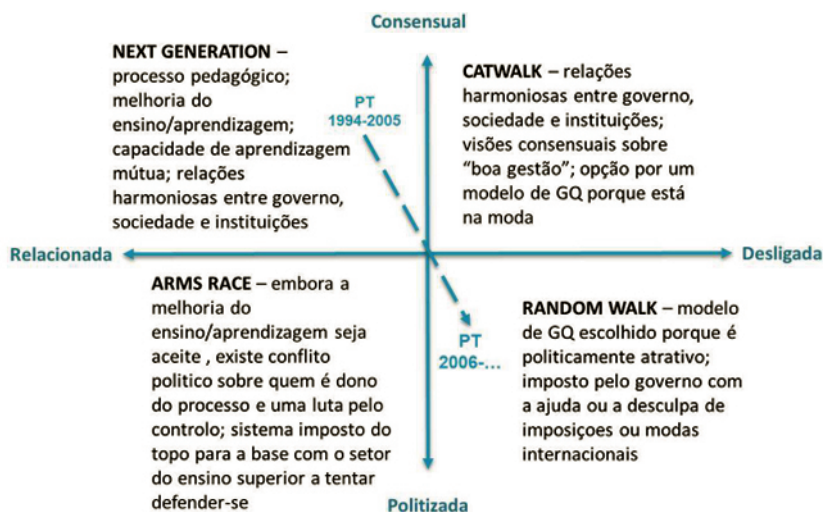 Consensual
NEXT GENERATION –
processo pedagógico;
melhoria do
ensino/aprendizagem;
capacidade de aprendizagem
mútua; relações
harmoniosas entre governo,
sociedade e instituições
PT
1994-2005
CATWALK – relações
harmoniosas entre governo,
sociedade e instituições;
visões consensuais sobre
“boa gestão”; opção por um
modelo de GQ porque está
na moda
Relacionada
Desligada
ARMS RACE – embora a
melhoria do
ensino/aprendizagem seja
aceite , existe conflito
politico sobre quem é dono
do processo e uma luta pelo
controlo; sistema imposto do
topo para a base com o setor
do ensino superior a tentar
defender-se
PT
2006-...
RANDOM WALK – modelo
de GQ escolhido porque é
politicamente atrativo;
imposto pelo governo com
a ajuda ou a desculpa de
imposiçoes ou modas
internacionais
Politizada